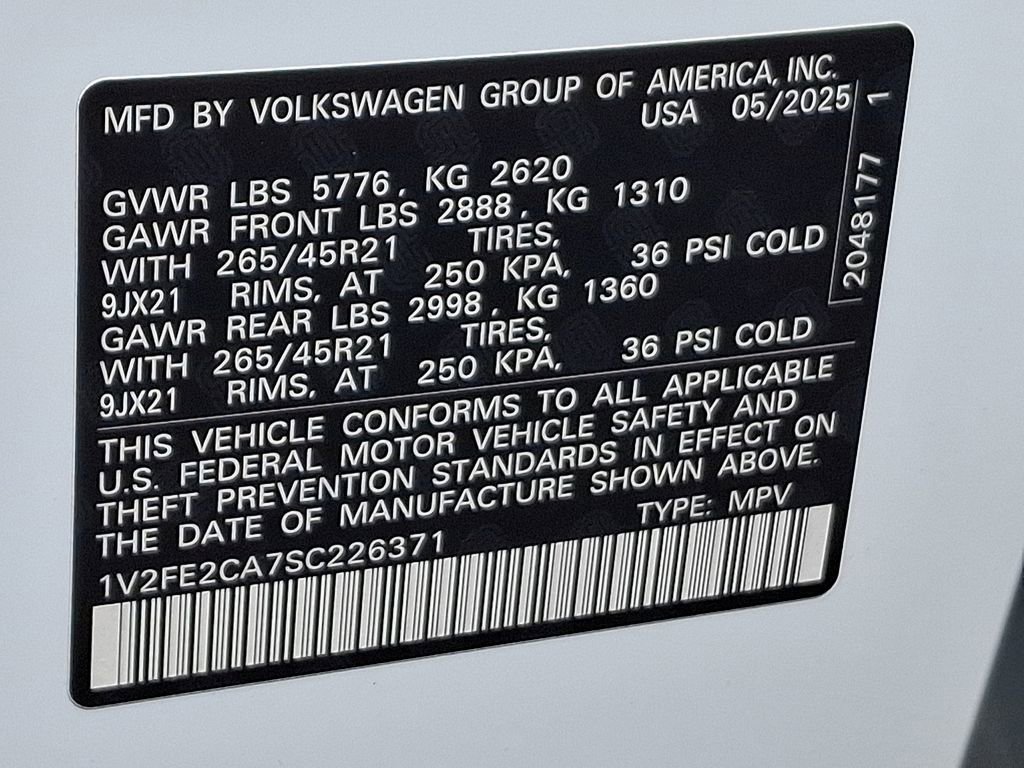 MFD BY VOLKSWAGEN GROUP OF AMERICA, INC.
USA 05/2025
GVWR LBS 5776, KG 2620
GAWR FRONT LBS 2888, KG 1310
WITH 265/45R21 TIRES,
9JX21 RIMS, AT 250 KPA, 36 PSI COLD
GAWR REAR LBS 2998, KG 1360
WITH 265/45R21 TIRES,
9JX21 RIMS, AT 250 KPA, 36 PSI COLD
THIS VEHICLE CONFORMS TO ALL APPLICABLE
U.S. FEDERAL MOTOR VEHICLE SAFETY AND
THEFT PREVENTION STANDARDS IN EFFECT ON
THE DATE OF MANUFACTURE SHOWN ABOVE.
1V2FE2CA7SC226371 TYPE: MPV
2048177 1